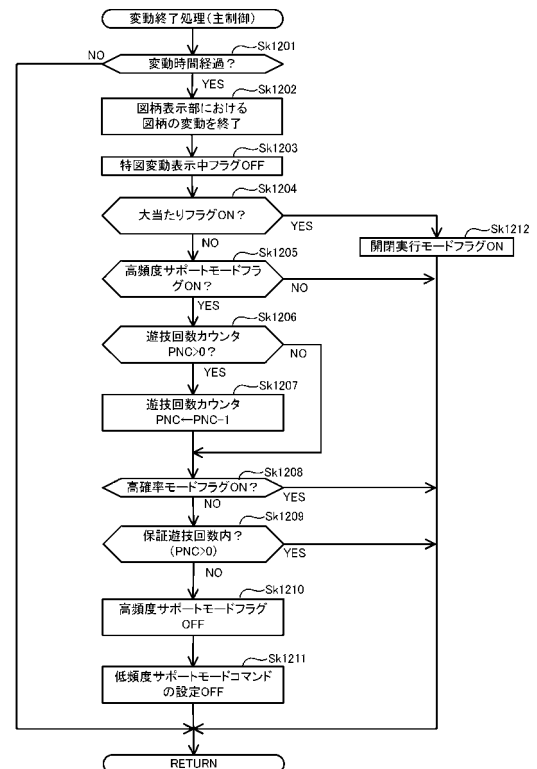 変動終了処理(主制御)
Sk1201
NO
変動時間経過?
YES
Sk1202
図柄表示部における
図柄の変動を終了
Sk1203
特図変動表示中フラグOFF
Sk1204
大当たりフラグON?
YES
Sk1212
開閉実行モードフラグON
NO
Sk1205
高頻度サポートモードフラ
グON?
NO
YES
Sk1206
遊技回数カウンタ
PNC>0?
NO
YES
Sk1207
遊技回数カウンタ
PNC←PNC-1
Sk1208
高確率モードフラグON?
YES
NO
Sk1209
保証遊技回数内?
(PNC>0)
YES
NO
Sk1210
高頻度サポートモードフラグ
OFF
Sk1211
低頻度サポートモードコマンド
の設定OFF
RETURN